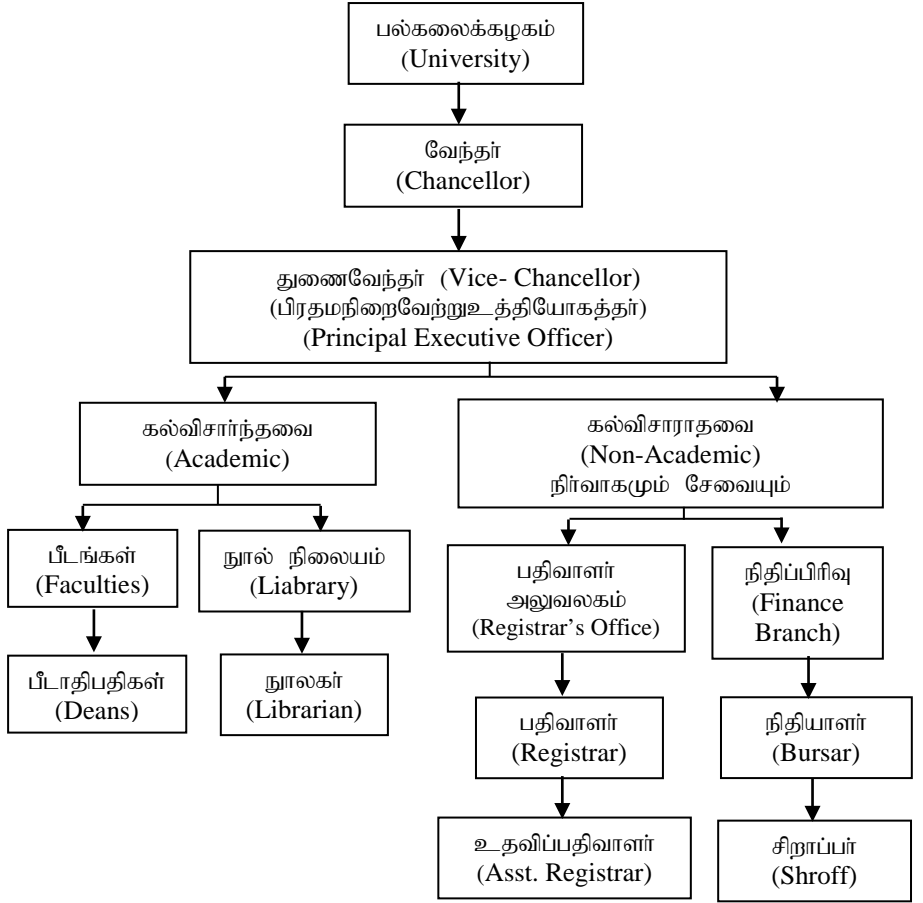 பல்கலைக்கழகம்
(University)
வேந்தர்
(Chancellor)
துணைவேந்தர் (Vice- Chancellor)
(பிரதமநிறைவேற்றுஉத்தியோகத்தர்)
(Principal Executive Officer)
கல்விசார்ந்தவை
(Academic)
கல்விசாராதவை
(Non-Academic)
நிர்வாகமும் சேவையும்
பீடங்கள்
(Faculties)
நூல் நிலையம்
(Liabrary)
பதிவாளர்
அலுவலகம்
(Registrar's Office)
நிதிப்பிரிவு
(Finance
Branch)
பீடாதிபதிகள்
(Deans)
நூலகர்
(Librarian)
பதிவாளர்
(Registrar)
நிதியாளர்
(Bursar)
உதவிப்பதிவாளர்
(Asst. Registrar)
சிறாப்பர்
(Shroff)